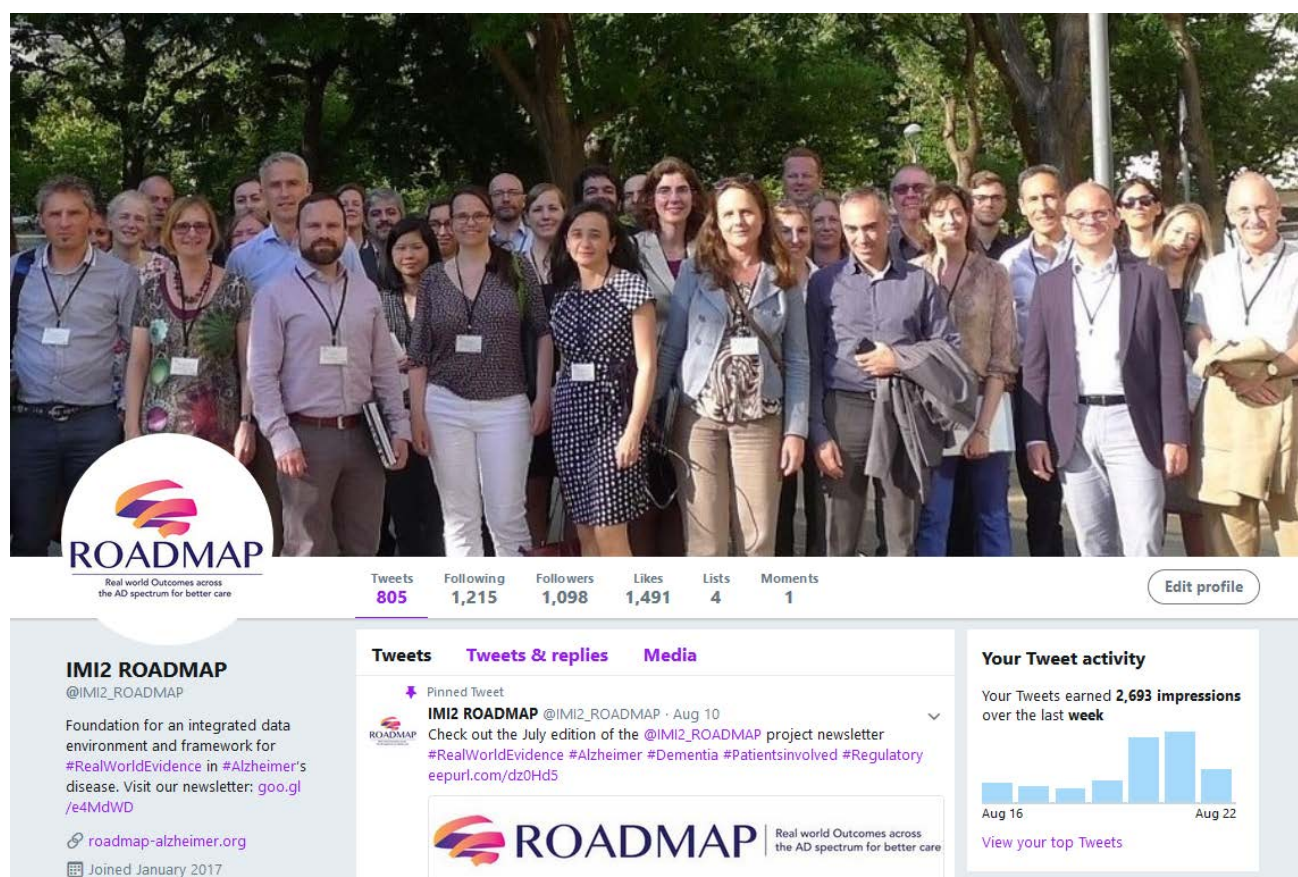 ROADMAP
Real world Outcomes across
the AD spectrum for better care
Tweets Following Followers Likes Lists Moments
805 1,215 1,098 1,491 4 1
Edit profile
IMI2 ROADMAP
@IMI2_ROADMAP
Foundation for an integrated data
environment and framework for
#RealWorldEvidence in #Alzheimer's
disease. Visit our newsletter: goo.gl
/e4MdWD
roadmap-alzheimer.org
Joined January 2017
Tweets Tweets & replies Media
Pinned Tweet
IMI2 ROADMAP @IMI2_ROADMAP · Aug 10
Check out the July edition of the @IMI2_ROADMAP project newsletter
#RealWorldEvidence #Alzheimer #Dementia #Patientsinvolved #Regulatory
eepurl.com/dz0Hd5
ROADMAP
ROADMAP
Real world Outcomes across
the AD spectrum for better care
Your Tweet activity
Your Tweets earned 2,693 impressions
over the last week
Aug 16 Aug 22
View your top Tweets